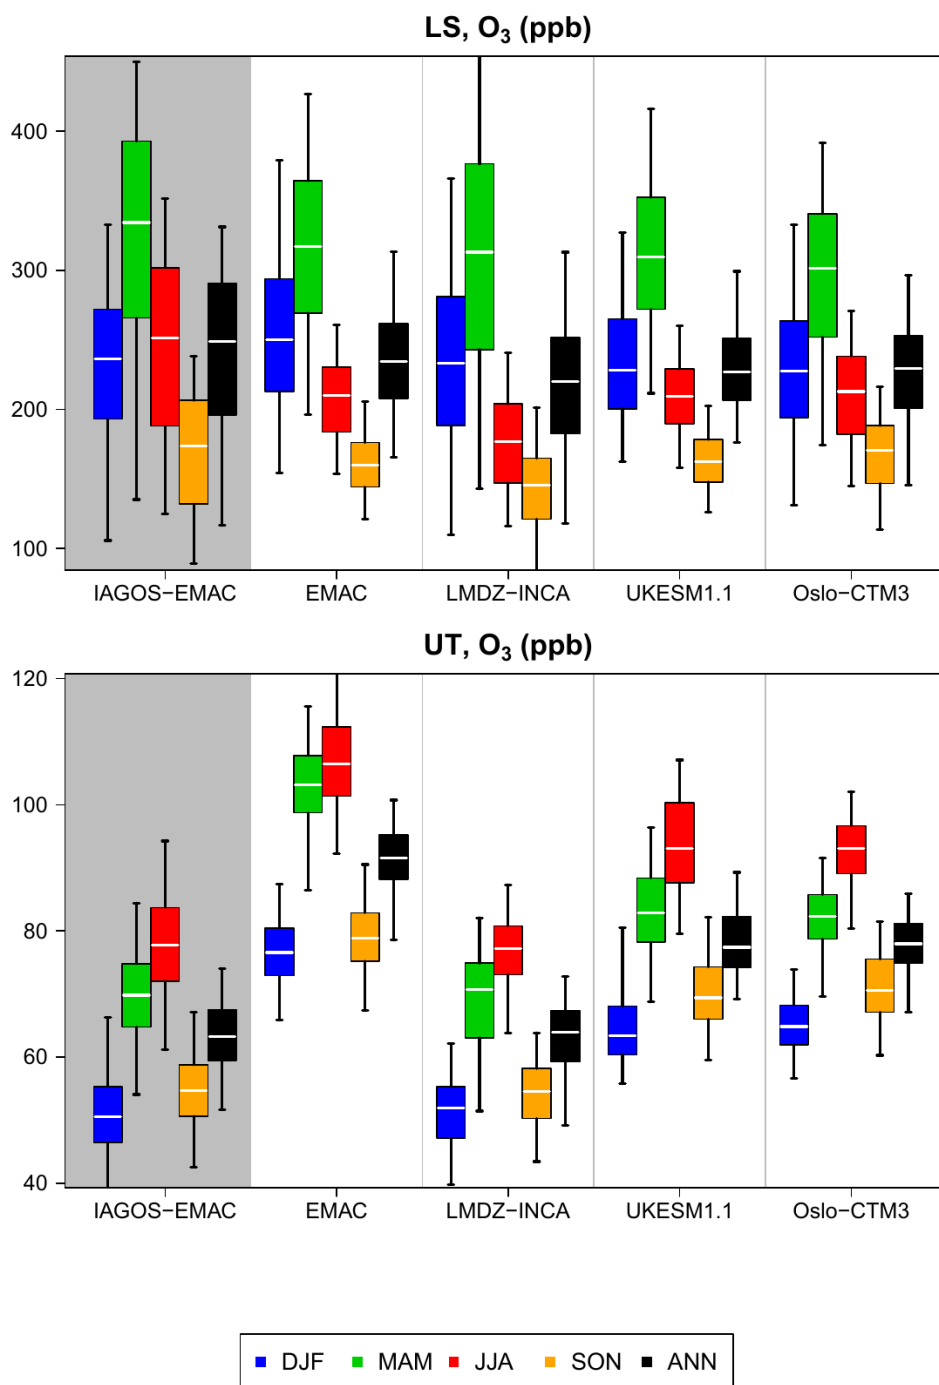 LS, O₃ (ppb)
400
300
200
100
IAGOS−EMAC EMAC LMDZ−INCA UKESM1.1 Oslo−CTM3
UT, O₃ (ppb)
120
100
80
60
40
IAGOS−EMAC EMAC LMDZ−INCA UKESM1.1 Oslo−CTM3
DJF MAM JJA SON ANN